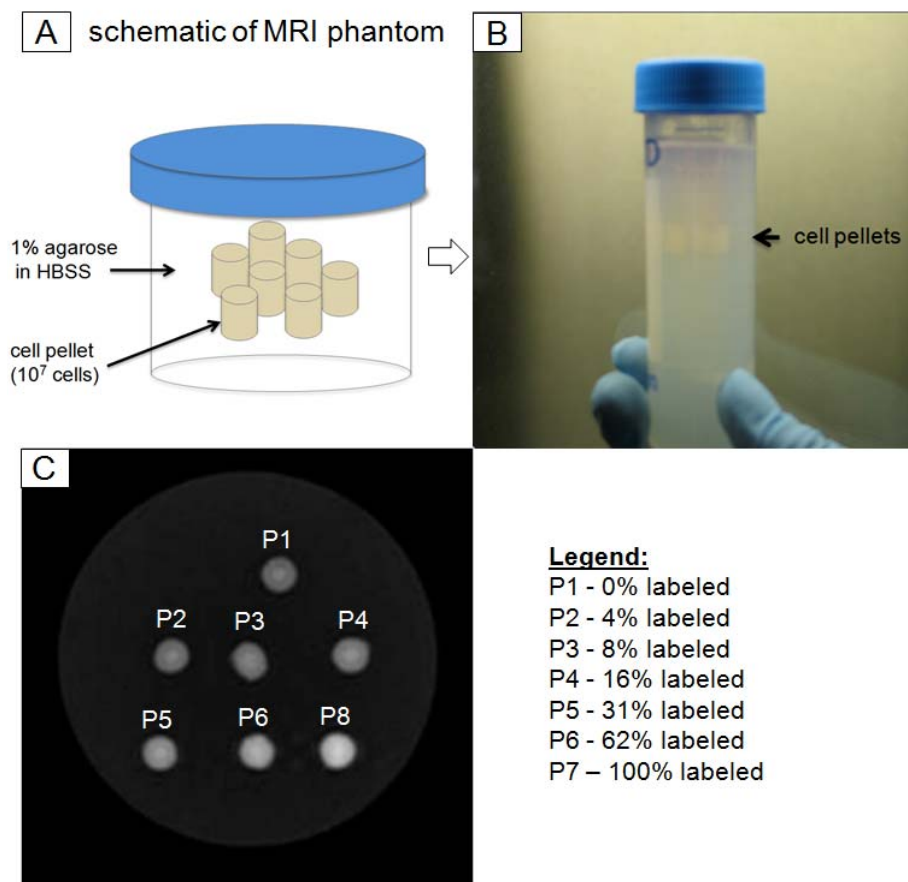 A schematic of MRI phantom
1% agarose
in HBSS
cell pellet
(10⁷ cells)
B
cell pellets
C
P1
P2 P3 P4
P5 P6 P8
Legend:
P1 - 0% labeled
P2 - 4% labeled
P3 - 8% labeled
P4 - 16% labeled
P5 - 31% labeled
P6 - 62% labeled
P7 – 100% labeled